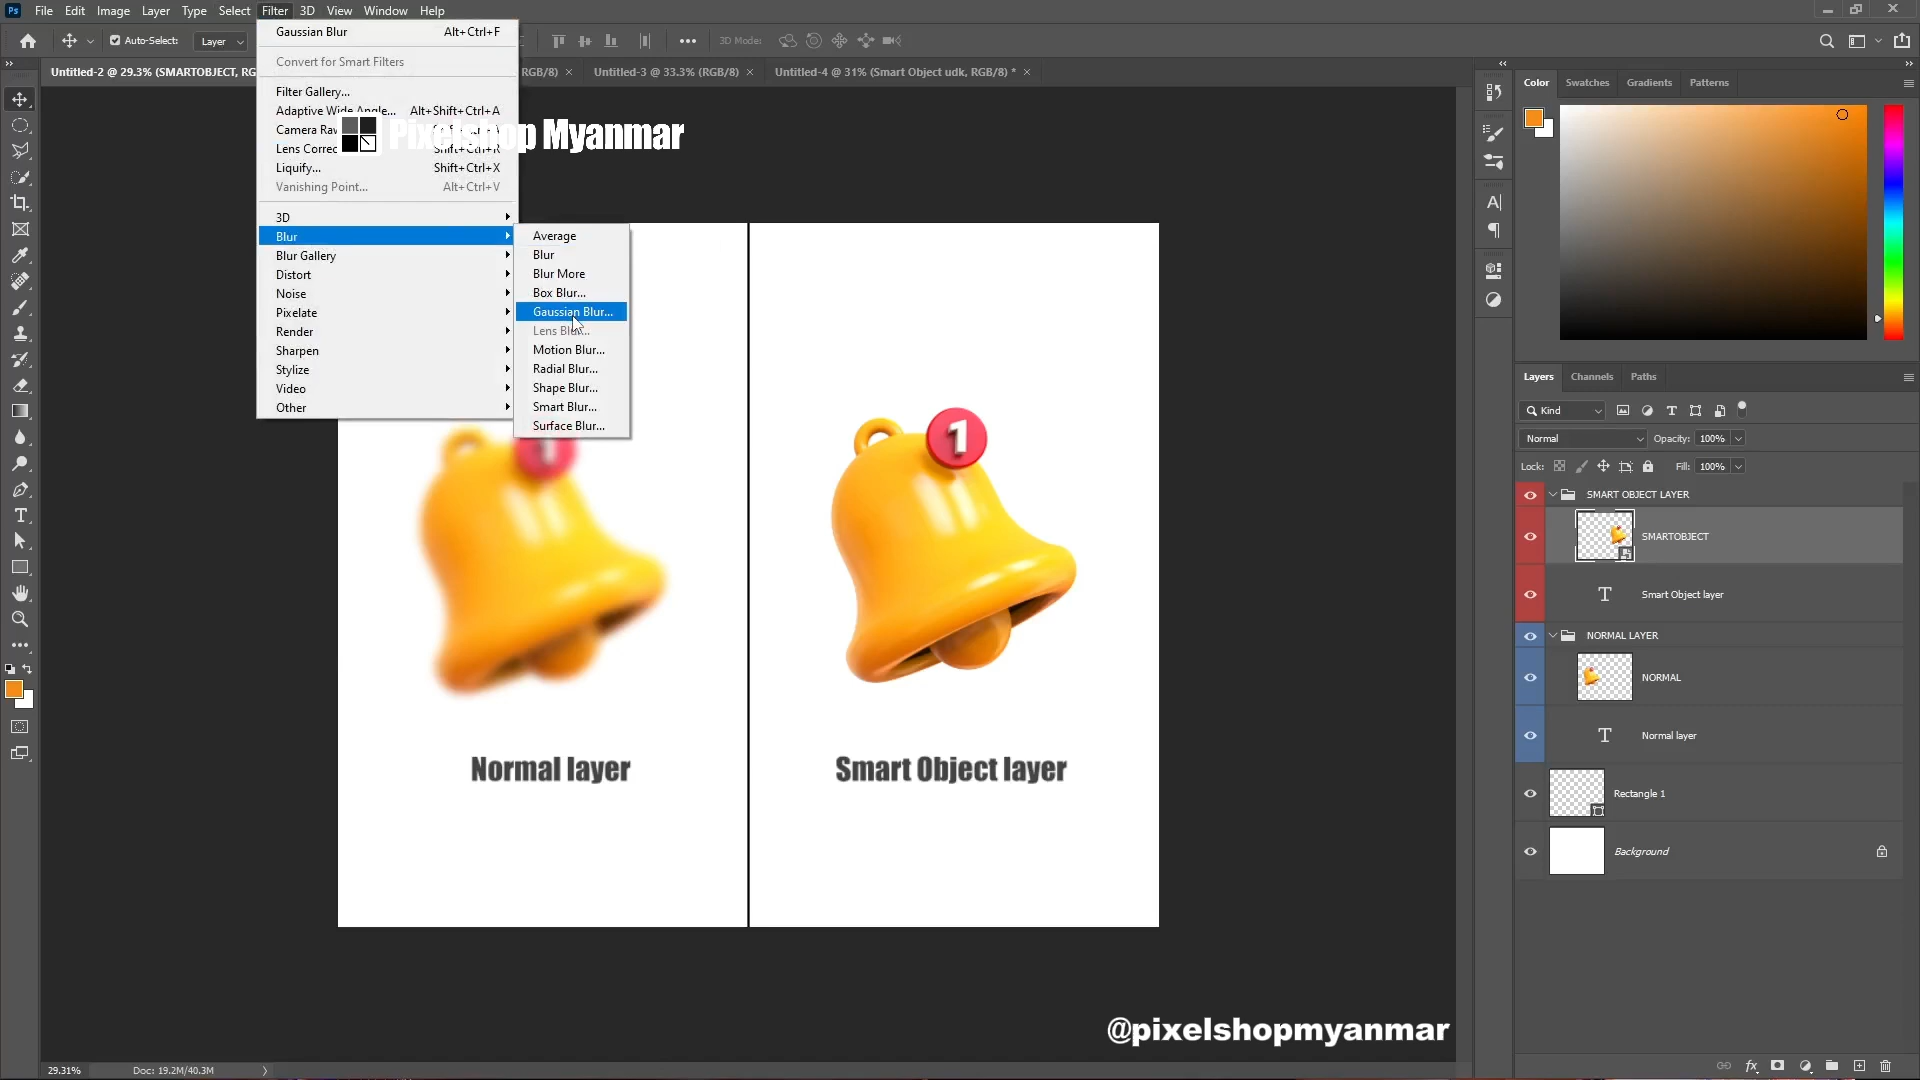 Ps File Edit Image Layer Type Select Filter 3D View Window Help
Auto-Select: Layer 3D Mode:
Untitled-2 @ 29.3% (SMARTOBJECT, RG
RGB/8) ×
Untitled-3 @ 33.3% (RGB/8) ×
Untitled-4 @ 31% (Smart Object udk, RGB/8) * ×
Gaussian Blur Alt+Ctrl+F
Convert for Smart Filters
Filter Gallery...
Adaptive Wide Angle... Alt+Shift+Ctrl+A
Camera Raw
Lens Correc Shift+Ctrl+R
Liquify... Shift+Ctrl+X
Vanishing Point... Alt+Ctrl+V
Pixelshop Myanmar
3D
Blur
Blur Gallery
Distort
Noise
Pixelate
Render
Sharpen
Stylize
Video
Other
Average
Blur
Blur More
Box Blur...
Gaussian Blur...
Lens Blur...
Motion Blur...
Radial Blur...
Shape Blur...
Smart Blur...
Surface Blur...
1
1
Normal layer
Smart Object layer
@pixelshopmyanmar
29.31% Doc: 19.2M/40.3M
Color Swatches Gradients Patterns
Layers Channels Paths
Kind
Normal Opacity: 100%
Lock: Fill: 100%
SMART OBJECT LAYER
SMARTOBJECT
T Smart Object layer
NORMAL LAYER
NORMAL
T Normal layer
Rectangle 1
Background
fx